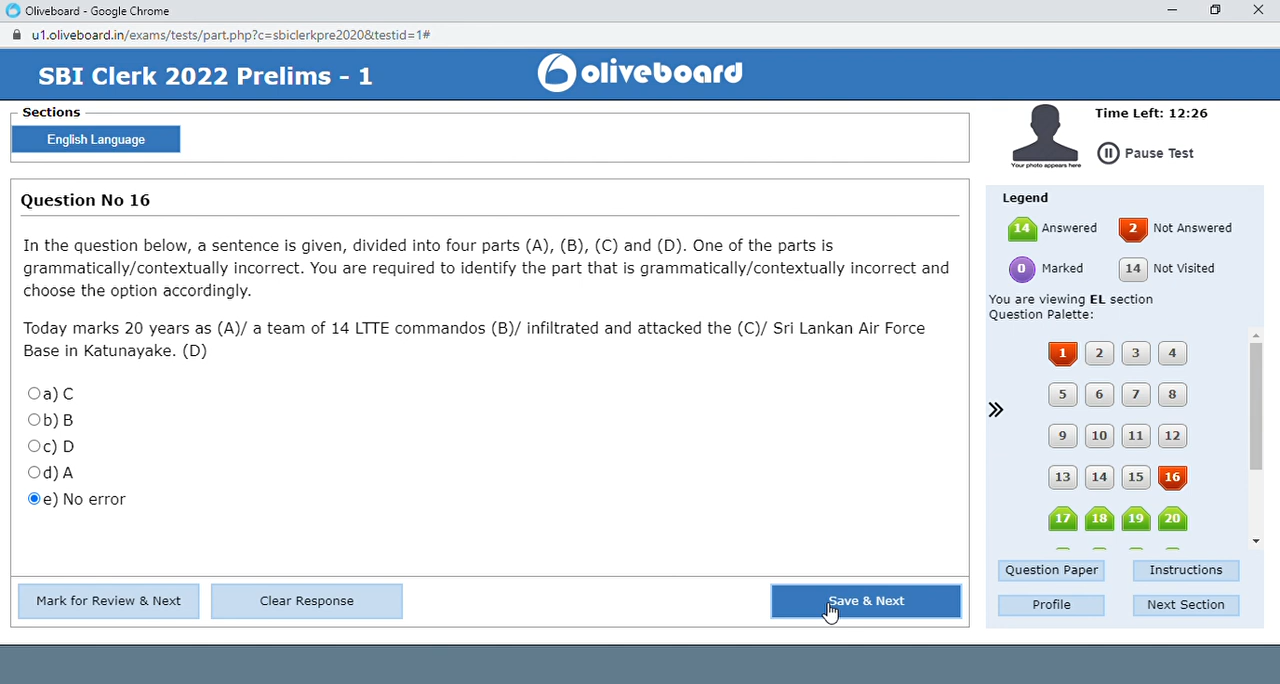 Oliveboard - Google Chrome
u1.oliveboard.in/exams/tests/part.php?c=sbiclerkpre2020&testid=1#
SBI Clerk 2022 Prelims - 1
oliveboard
Sections
English Language
Time Left: 12:26
Your photo appears here
Pause Test
Question No 16
In the question below, a sentence is given, divided into four parts (A), (B), (C) and (D). One of the parts is
grammatically/contextually incorrect. You are required to identify the part that is grammatically/contextually incorrect and
choose the option accordingly.
Today marks 20 years as (A)/ a team of 14 LTTE commandos (B)/ infiltrated and attacked the (C)/ Sri Lankan Air Force
Base in Katunayake. (D)
a) C
b) B
c) D
d) A
e) No error
Mark for Review & Next
Clear Response
Save & Next
Legend
14 Answered
2 Not Answered
0 Marked
14 Not Visited
You are viewing EL section
Question Palette:
1 2 3 4
5 6 7 8
9 10 11 12
13 14 15 16
17 18 19 20
Question Paper
Instructions
Profile
Next Section